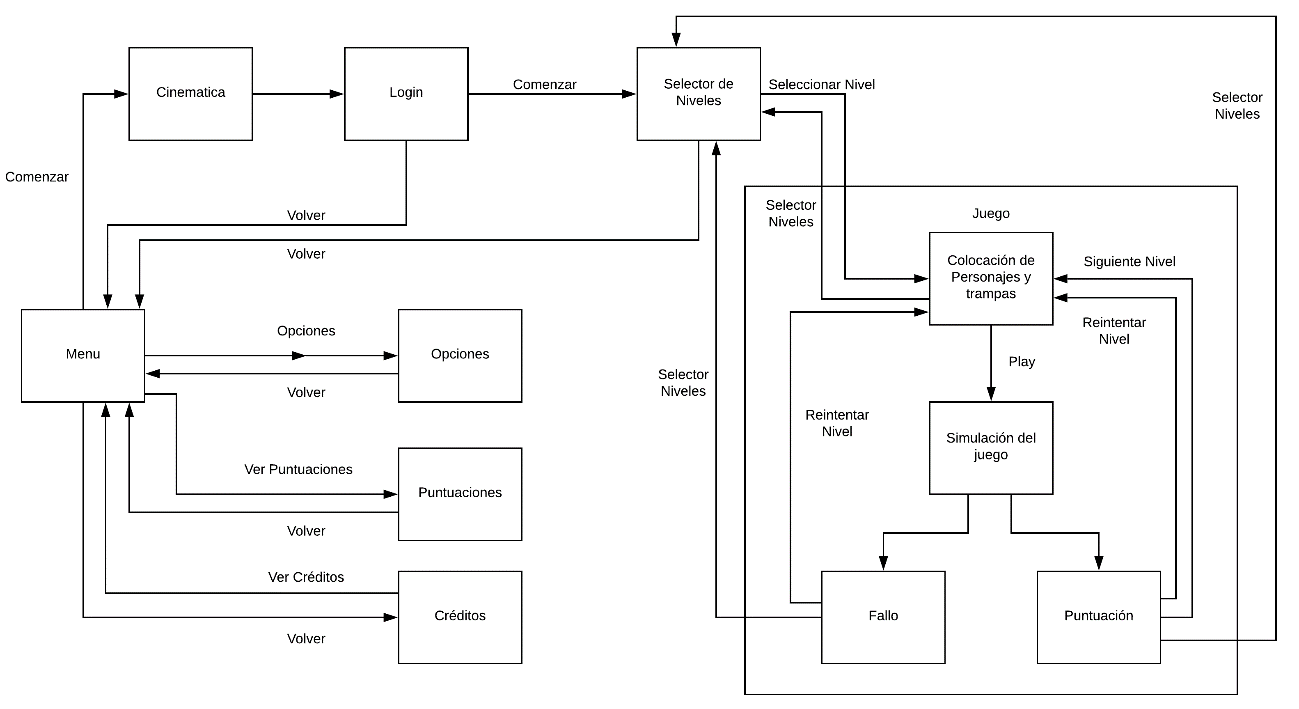 Cinematica
Login
Comenzar
Selector de
Niveles
Seleccionar Nivel
Selector
Niveles
Comenzar
Volver
Volver
Selector
Niveles
Juego
Colocación de
Personajes y
trampas
Siguiente Nivel
Reintentar
Nivel
Menu
Opciones
Opciones
Volver
Play
Selector
Niveles
Reintentar
Nivel
Simulación del
juego
Ver Puntuaciones
Puntuaciones
Volver
Ver Créditos
Créditos
Volver
Fallo
Puntuación